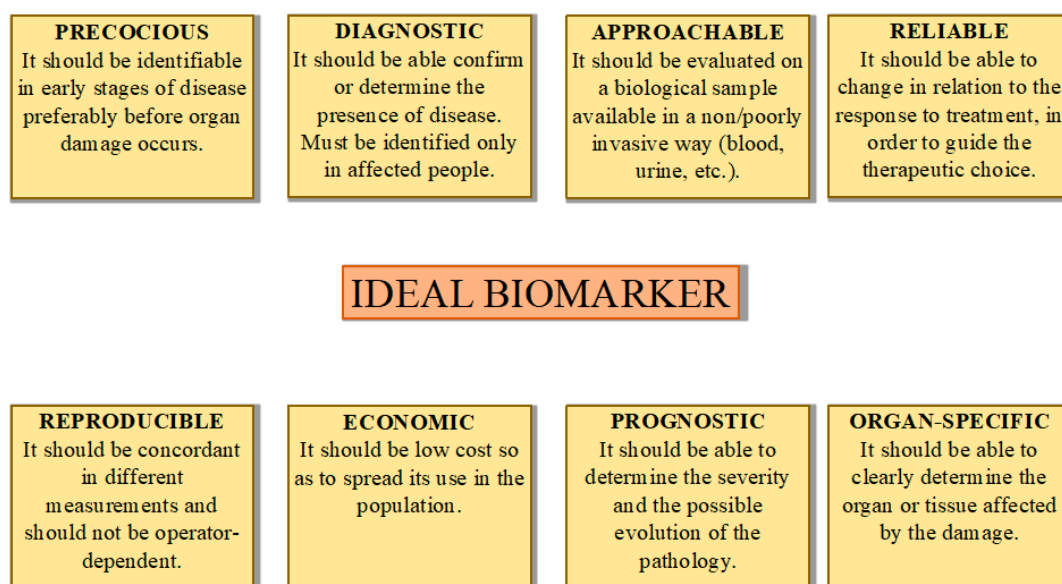 PRECOCIOUS
It should be identifiable
in early stages of disease
preferably before organ
damage occurs.
DIAGNOSTIC
It should be able confirm
or determine the
presence of disease.
Must be identified only
in affected people.
APPROACHABLE
It should be evaluated on
a biological sample
available in a non/poorly
invasive way (blood,
urine, etc.).
RELIABLE
It should be able to
change in relation to the
response to treatment, in
order to guide the
therapeutic choice.
IDEAL BIOMARKER
REPRODUCIBLE
It should be concordant
in different
measurements and
should not be operator-
dependent.
ECONOMIC
It should be low cost so
as to spread its use in the
population.
PROGNOSTIC
It should be able to
determine the severity
and the possible
evolution of the
pathology.
ORGAN-SPECIFIC
It should be able to
clearly determine the
organ or tissue affected
by the damage.